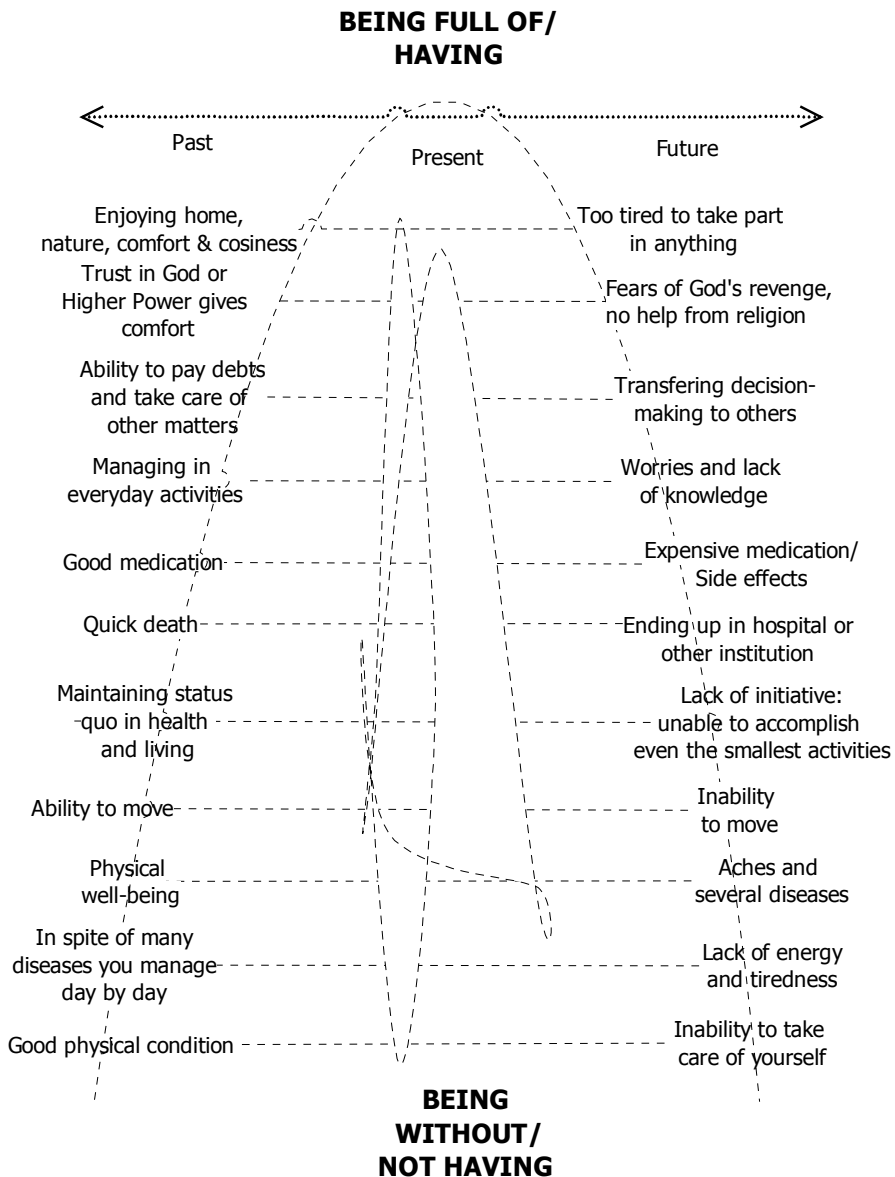 BEING FULL OF/
HAVING
Past
Present
Future
Enjoying home,
nature, comfort & cosiness
Too tired to take part
in anything
Trust in God or
Higher Power gives
comfort
Fears of God's revenge,
no help from religion
Ability to pay debts
and take care of
other matters
Transfering decision-
making to others
Managing in
everyday activities
Worries and lack
of knowledge
Good medication
Expensive medication/
Side effects
Quick death
Ending up in hospital or
other institution
Maintaining status
quo in health
and living
Lack of initiative:
unable to accomplish
even the smallest activities
Ability to move
Inability
to move
Physical
well-being
Aches and
several diseases
In spite of many
diseases you manage
day by day
Lack of energy
and tiredness
Good physical condition
Inability to take
care of yourself
BEING
WITHOUT/
NOT HAVING